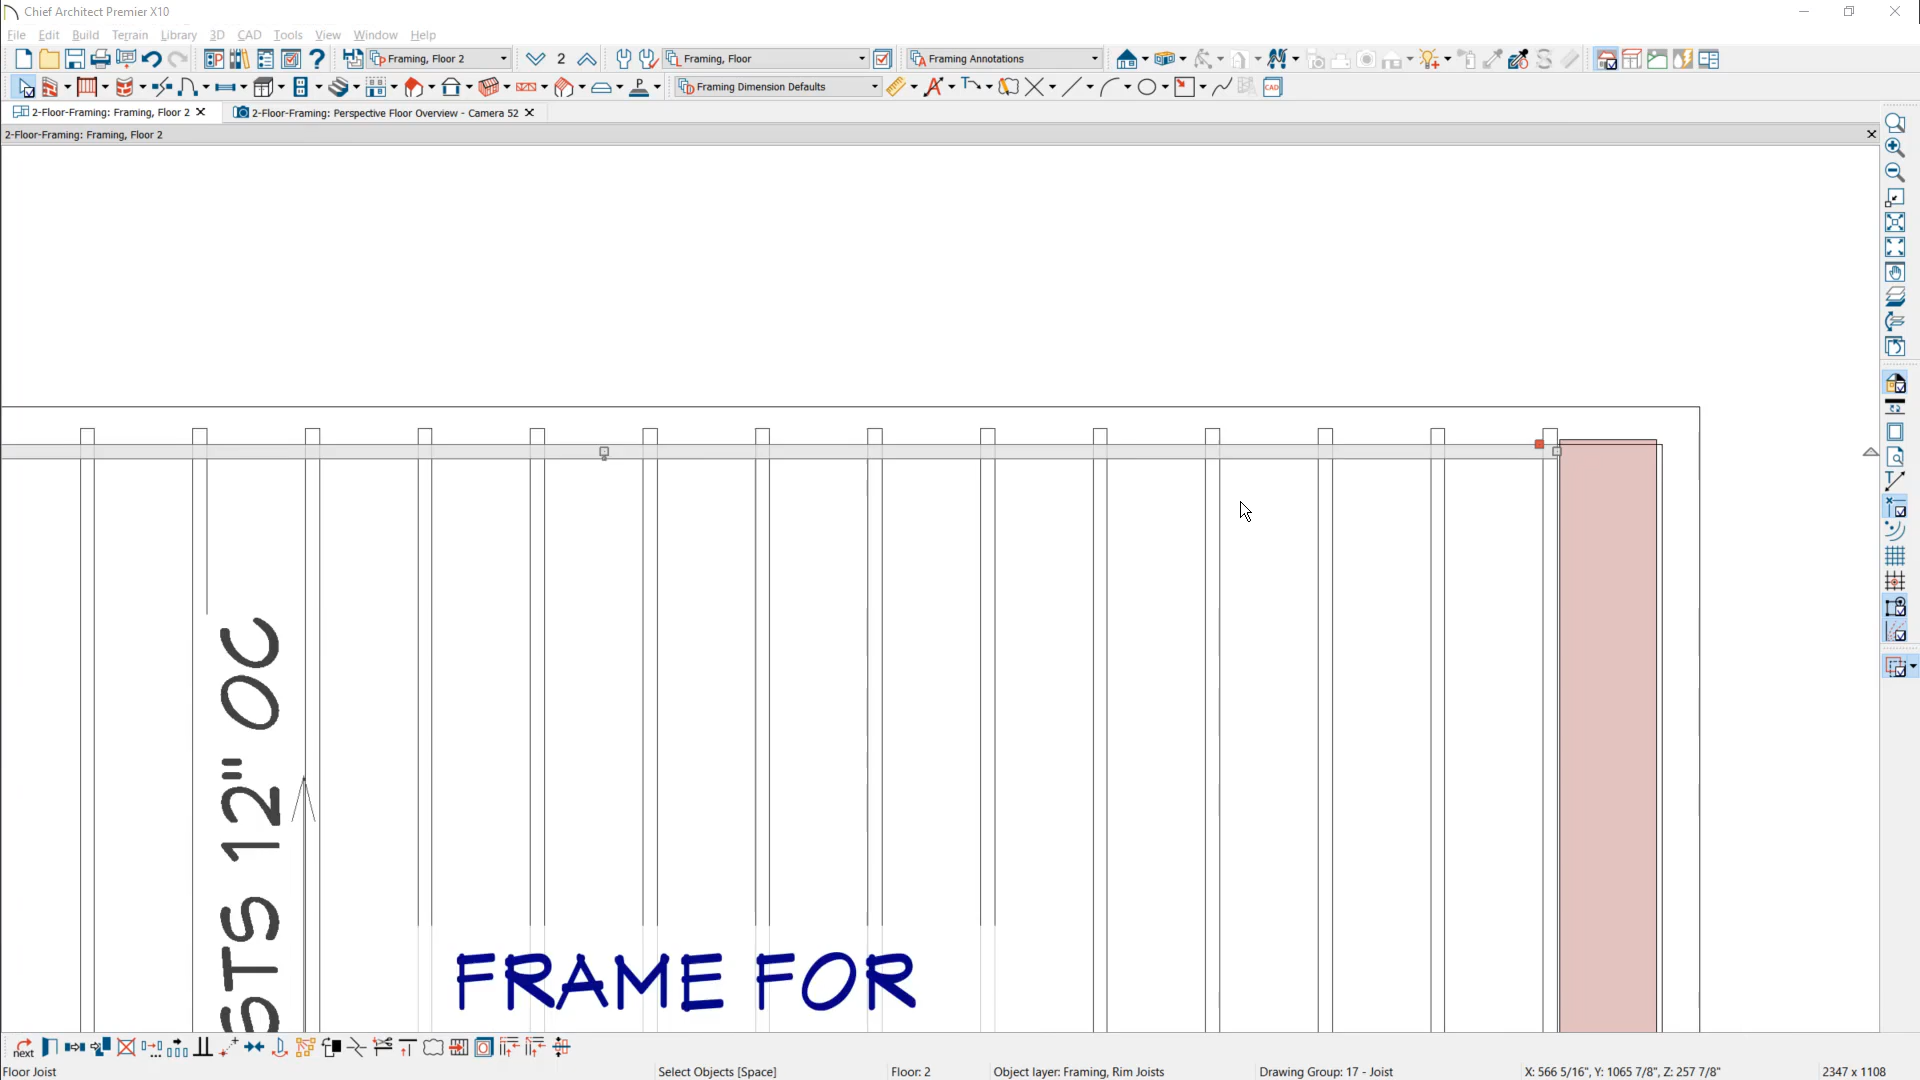 Chief Architect Premier X10
File Edit Build Terrain Library 3D CAD Tools View Window Help
Framing, Floor 2
2
Framing, Floor
Framing Annotations
Framing Dimension Defaults
CAD
2-Floor-Framing: Framing, Floor 2
2-Floor-Framing: Perspective Floor Overview - Camera 52
2-Floor-Framing: Framing, Floor 2
STS 12" OC
FRAME FOR
next
Floor Joist
Select Objects [Space]
Floor: 2
Object layer: Framing, Rim Joists
Drawing Group: 17 - Joist
X: 566 5/16", Y: 1065 7/8", Z: 257 7/8"
2347 x 1108